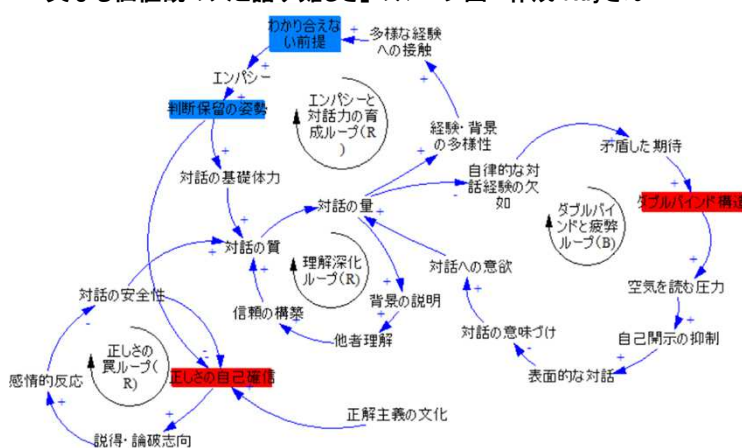 わかり合えな
い前提
多様な経験
への接触
エンパシー
判断保留の姿勢
エンパシーと
対話力の育
成ループ(R
)
経験・背景
の多様性
矛盾した期待
自律的な対
話経験の欠
如
対話の基礎体力
ダブルバインド構造
対話の量
ダブルバイ
ンドと疲弊
ループ(B)
対話の質
理解深化
ループ(R)
対話への意欲
空気を読む圧力
対話の安全性
信頼の構築
背景の説明
対話の意味づけ
自己開示の抑制
他者理解
正しさの
罠ループ(
R)
感情的反応
正しさの自己確信
表面的な対話
正解主義の文化
説得・論破志向